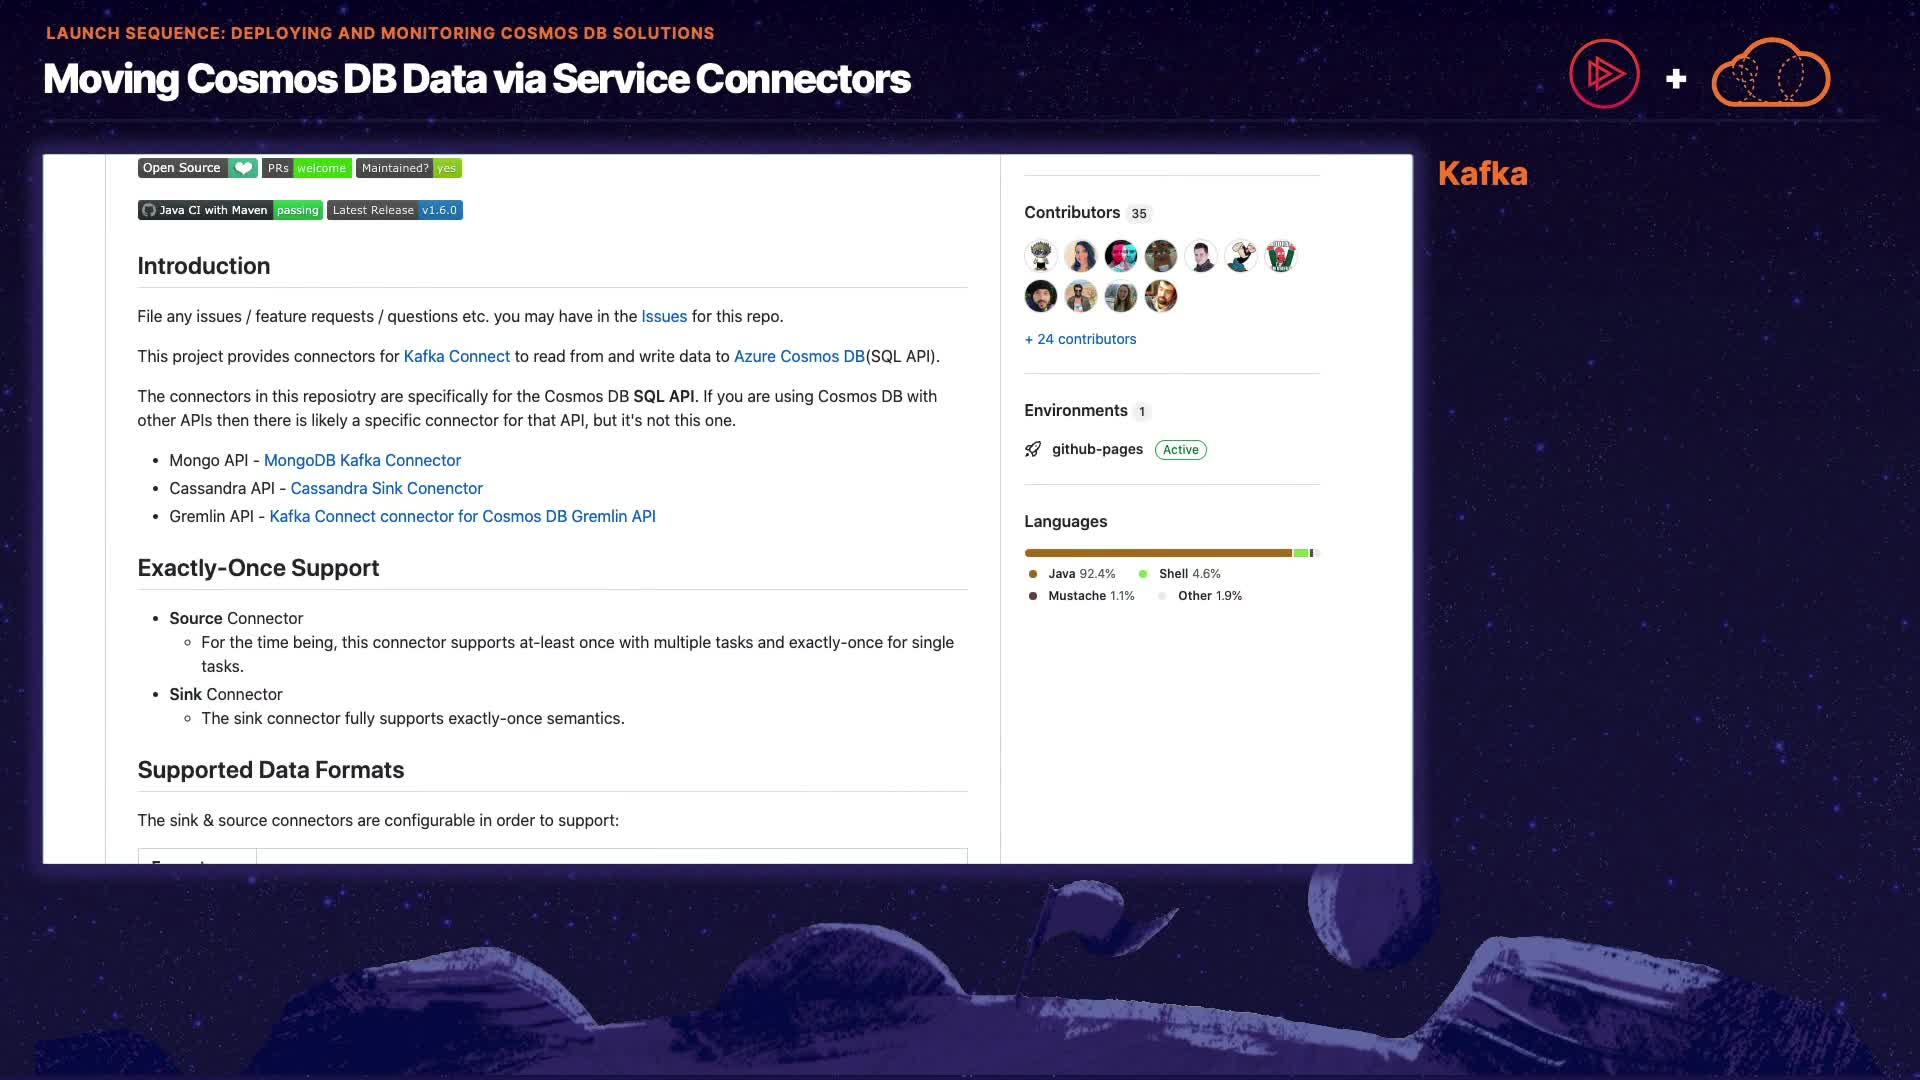 LAUNCH SEQUENCE: DEPLOYING AND MONITORING COSMOS DB SOLUTIONS
Moving Cosmos DB Data via Service Connectors
Kafka
Open Source
PRs welcome
Maintained? yes
Java CI with Maven passing
Latest Release v1.6.0
Introduction
File any issues / feature requests / questions etc. you may have in the Issues for this repo.
This project provides connectors for Kafka Connect to read from and write data to Azure Cosmos DB(SQL API).
The connectors in this reposiotry are specifically for the Cosmos DB SQL API. If you are using Cosmos DB with
other APIs then there is likely a specific connector for that API, but it's not this one.
• Mongo API - MongoDB Kafka Connector
• Cassandra API - Cassandra Sink Conenctor
• Gremlin API - Kafka Connect connector for Cosmos DB Gremlin API
Exactly-Once Support
• Source Connector
◦ For the time being, this connector supports at-least once with multiple tasks and exactly-once for single
tasks.
• Sink Connector
◦ The sink connector fully supports exactly-once semantics.
Supported Data Formats
The sink & source connectors are configurable in order to support:
Contributors 35
+ 24 contributors
Environments 1
github-pages Active
Languages
Java 92.4% Shell 4.6%
Mustache 1.1% Other 1.9%